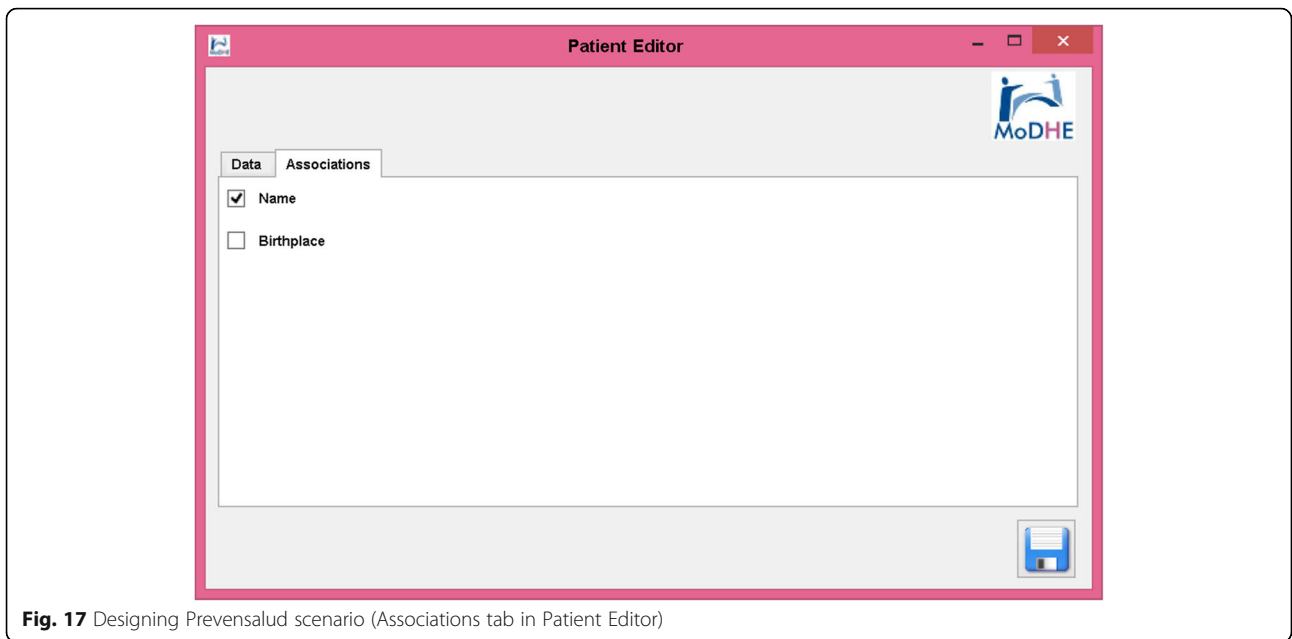 Patient Editor
MoDHE
Data Associations
Name
Birthplace
Fig. 17 Designing Prevensalud scenario (Associations tab in Patient Editor)